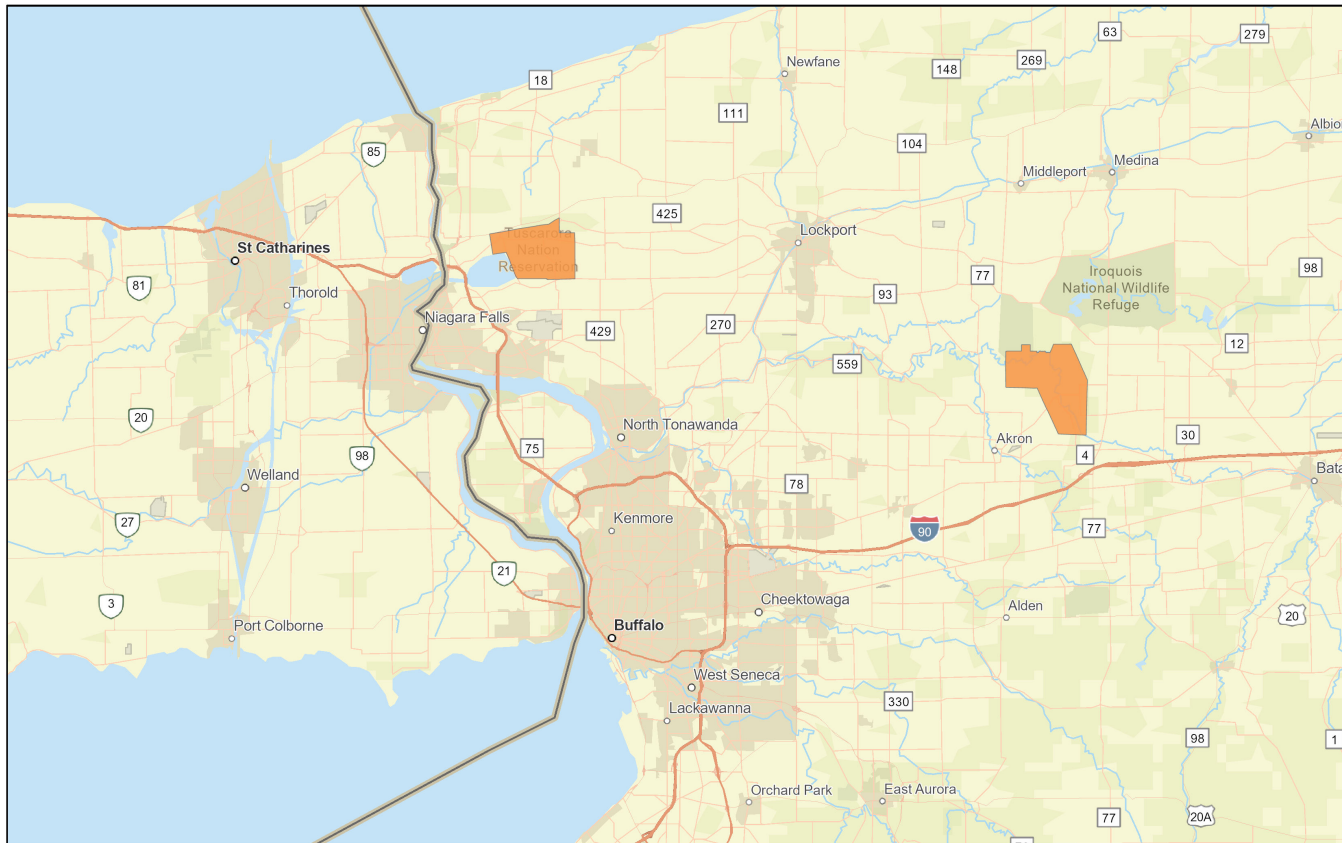 63
279
269
148
Newfane
18
111
Albio
104
85
Medina
Middleport
425
Tuscarora
Nation
Reservation
Lockport
St Catharines
77
Iroquois
National Wildlife
Refuge
98
81
93
Thorold
Niagara Falls
429
270
12
559
20
North Tonawanda
75
98
30
Akron
4
Welland
78
Bata
27
Kenmore
90
77
21
3
Cheektowaga
Alden
20
Port Colborne
Buffalo
West Seneca
330
Lackawanna
98
1
Orchard Park
East Aurora
77
20A